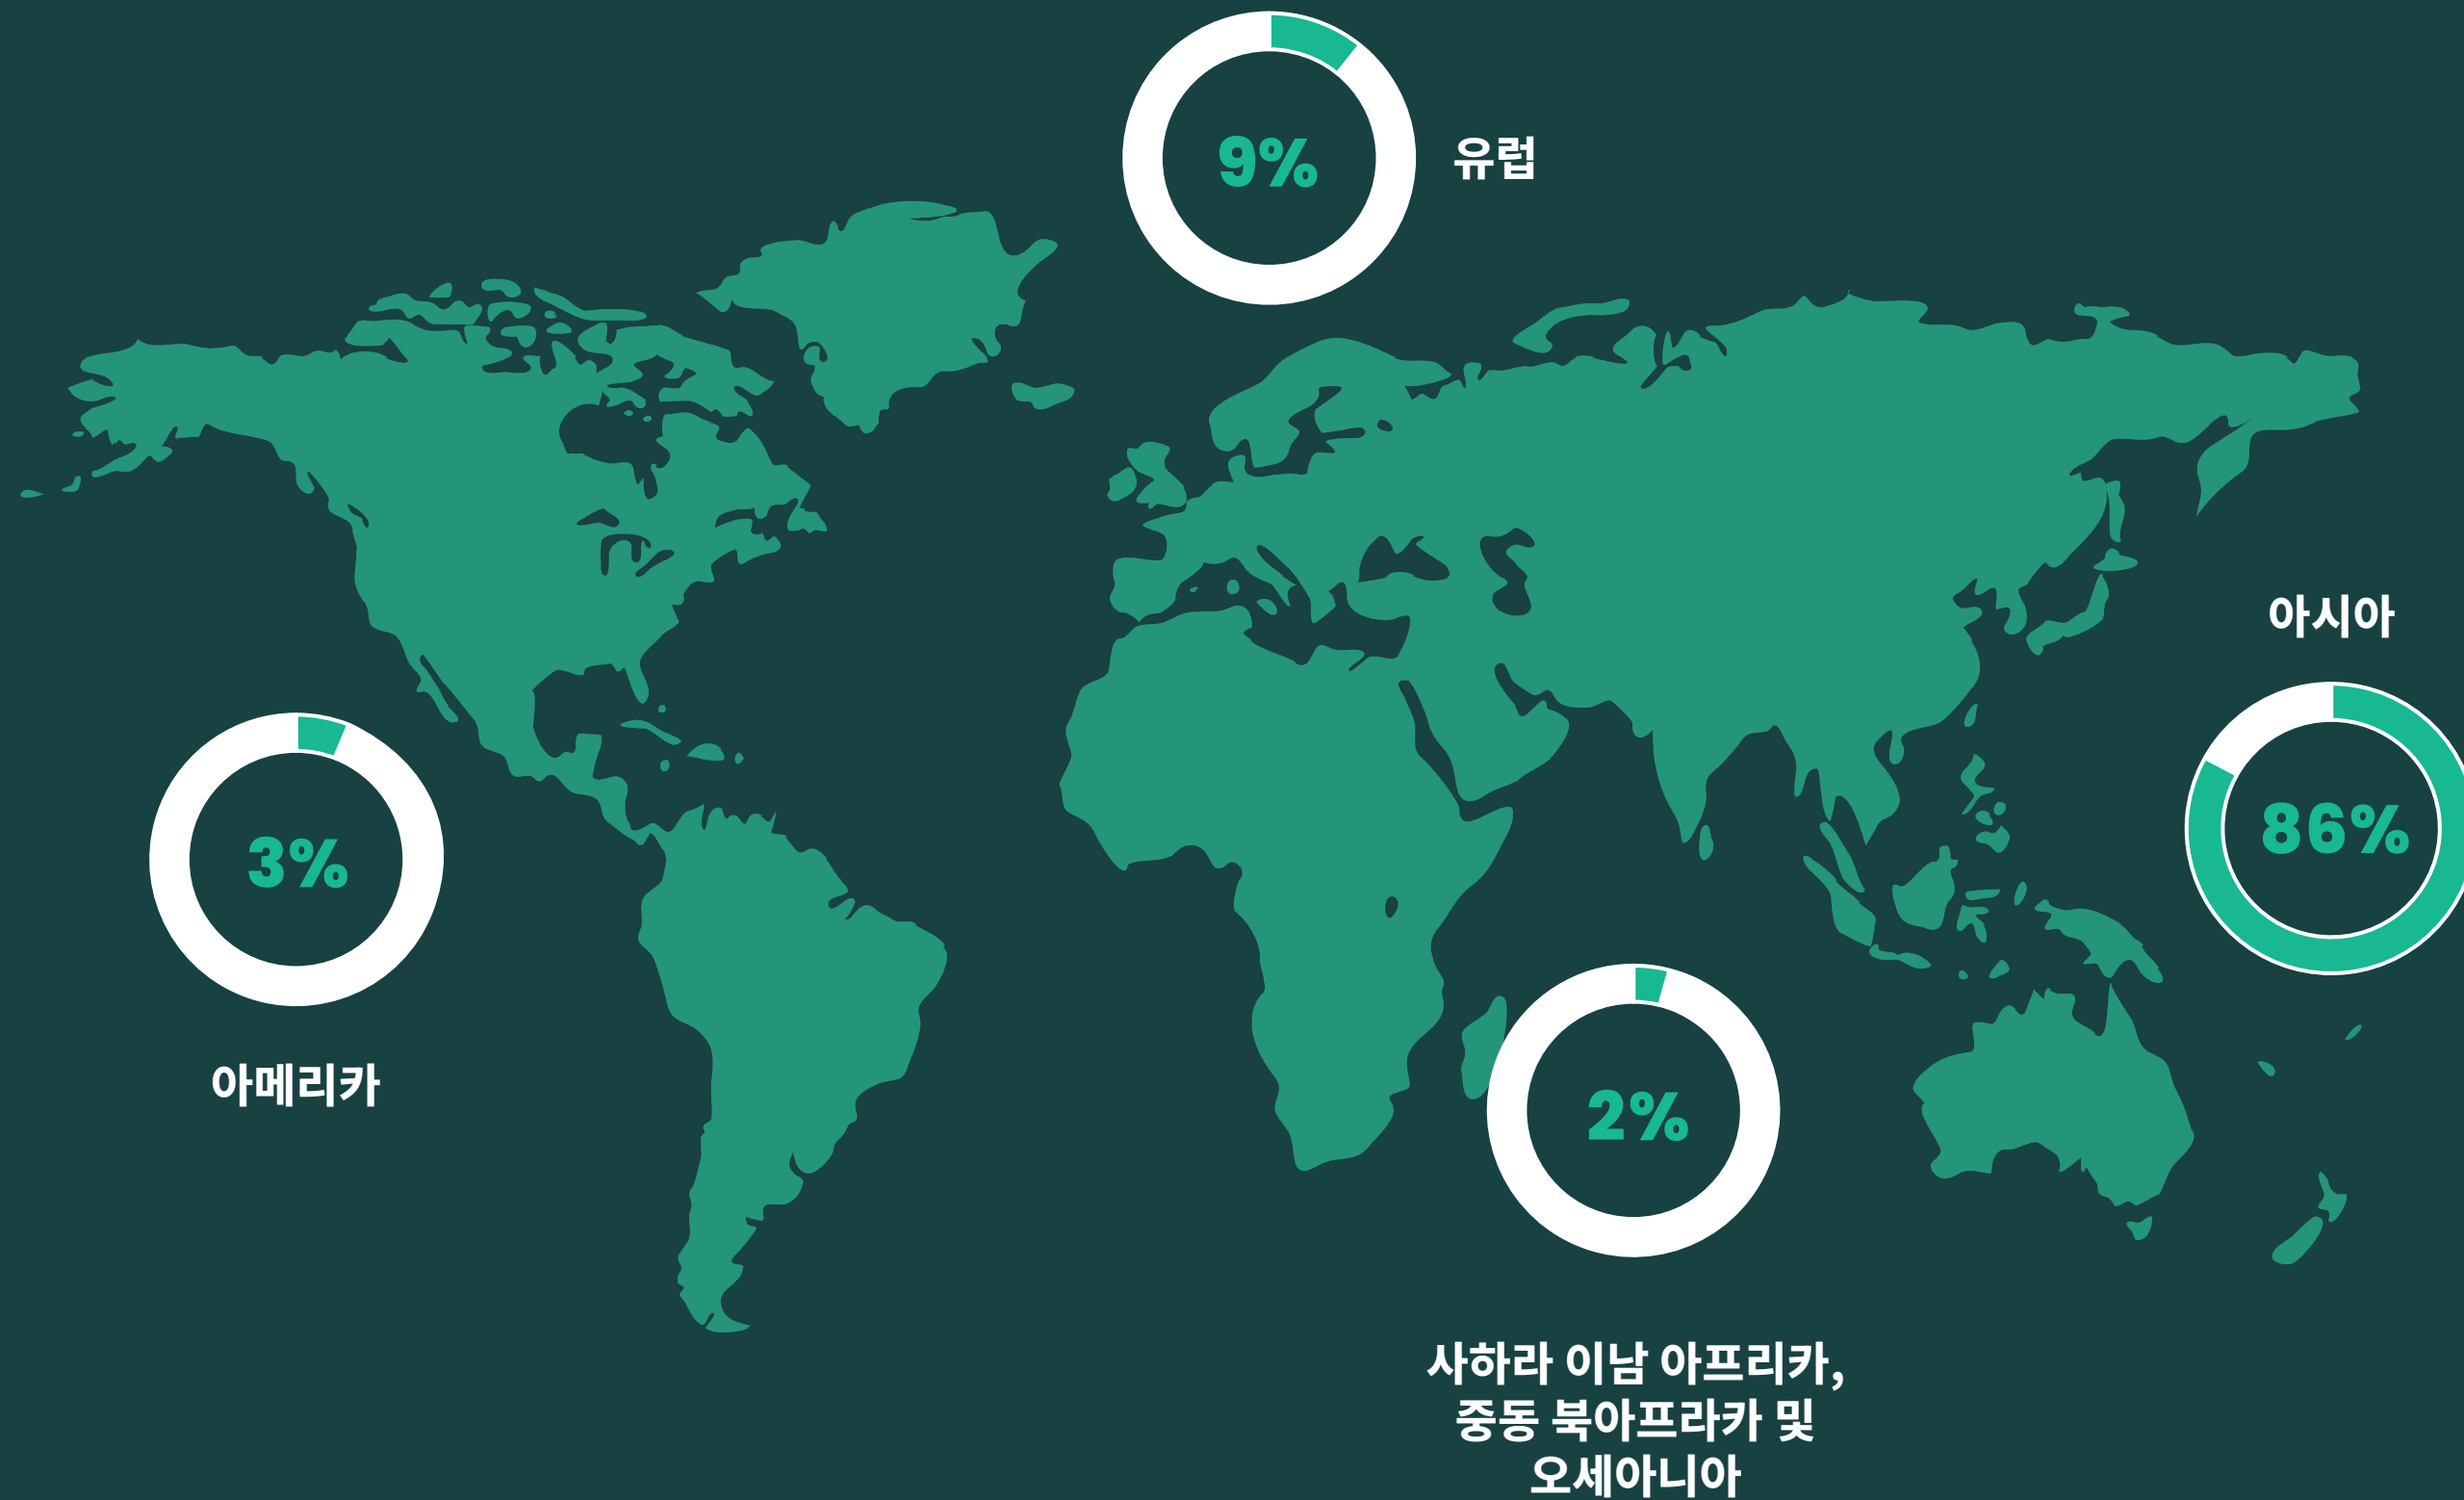 9%
유럽
아시아
86%
3%
아메리카
2%
사하라 이남 아프리카,
중동 북아프리카 및
오세아니아